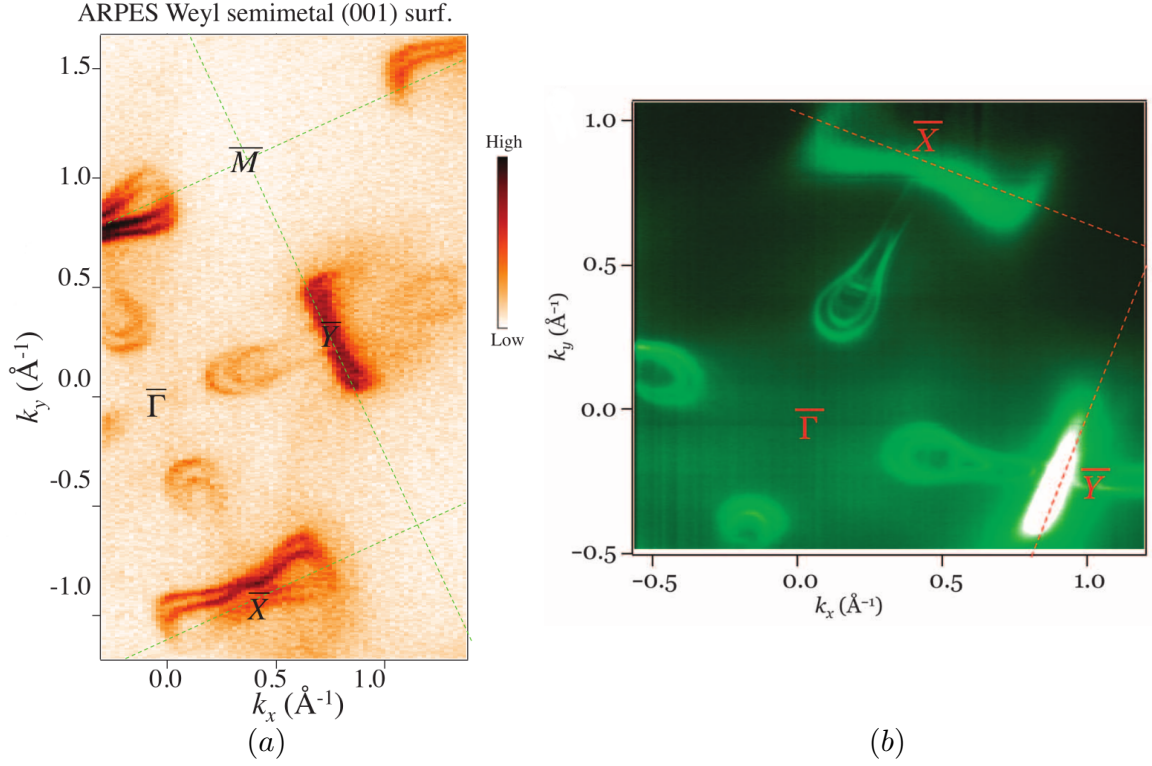 ARPES Weyl semimetal (001) surf.
1.5
1.0
0.5
0.0
-0.5
-1.0
k_y (Å⁻¹)
M̅
Y̅
Γ̅
X̅
0.0 0.5 1.0
k_x (Å⁻¹)
High
Low
(a)
1.0
0.5
0.0
−0.5
k_y (Å⁻¹)
X̅
Γ̅
Y̅
−0.5 0.0 0.5 1.0
k_x (Å⁻¹)
(b)